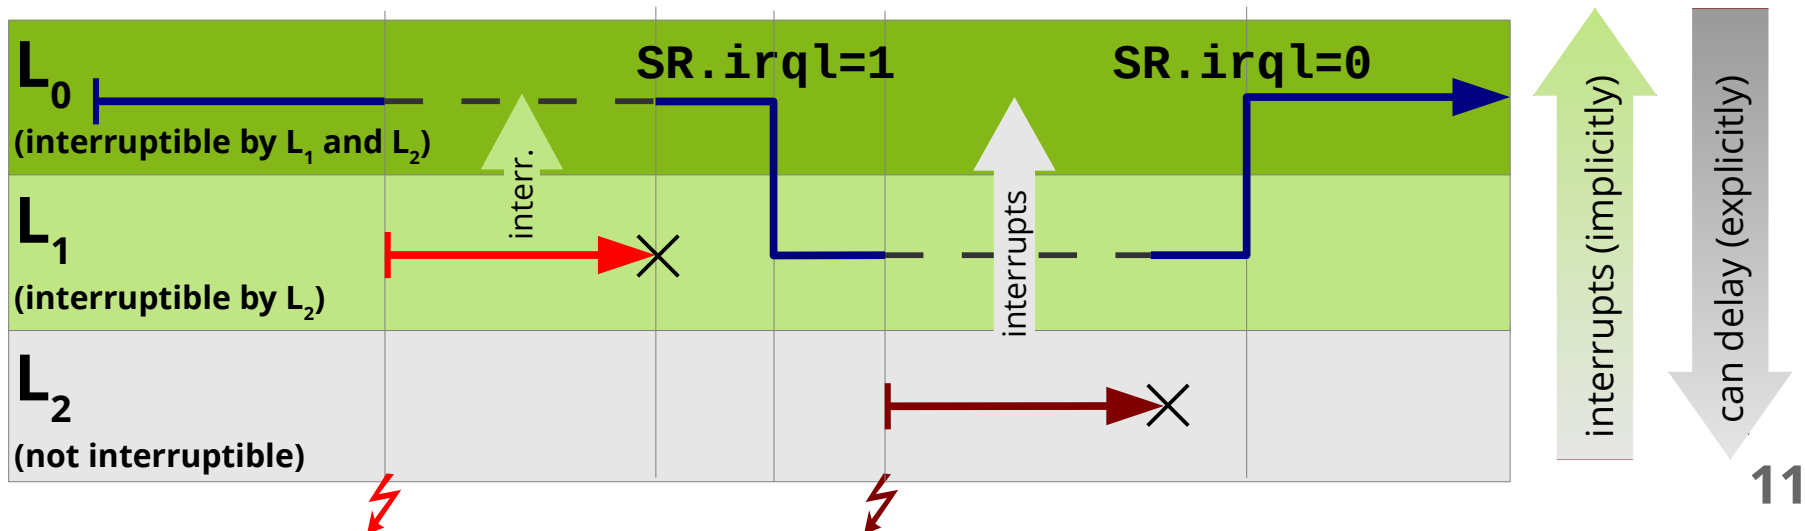 L0
SR.irql=1
SR.irql=0
(interruptible by L1 and L2)
interr.
L1
(interruptible by L2)
interrupts
L2
(not interruptible)
interrupts (implicitly)
can delay (explicitly)
11